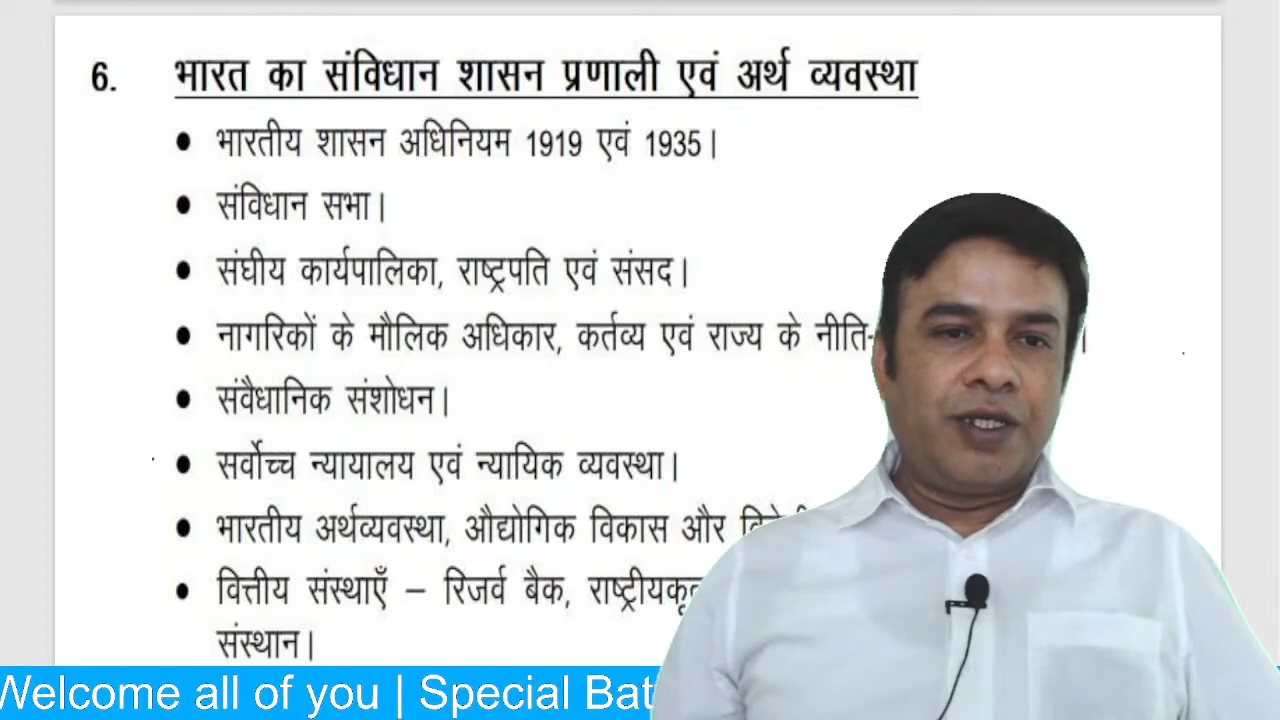 6. भारत का संविधान शासन प्रणाली एवं अर्थ व्यवस्था
• भारतीय शासन अधिनियम 1919 एवं 1935।
• संविधान सभा।
• संघीय कार्यपालिका, राष्ट्रपति एवं संसद।
• नागरिकों के मौलिक अधिकार, कर्तव्य एवं राज्य के नीति-
• संवैधानिक संशोधन।
• सर्वोच्च न्यायालय एवं न्यायिक व्यवस्था।
• भारतीय अर्थव्यवस्था, औद्योगिक विकास और
• वित्तीय संस्थाएँ – रिजर्व बैक,
संस्थान।
Welcome all of you | Special Bat